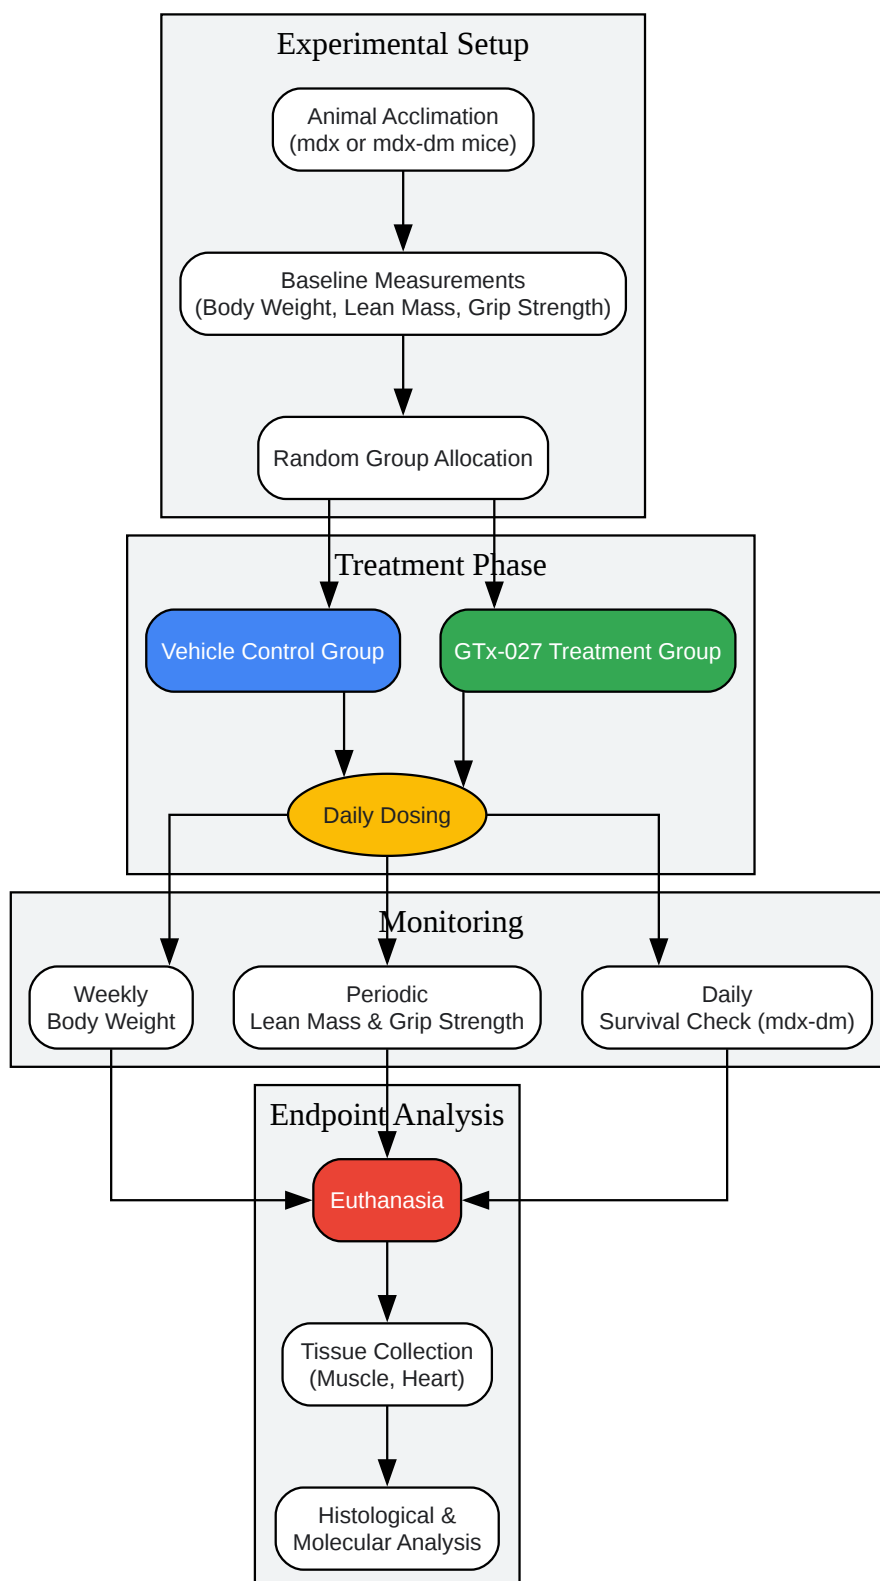 Experimental Setup
Animal Acclimation
(mdx or mdx-dm mice)
Baseline Measurements
(Body Weight, Lean Mass, Grip Strength)
Random Group Allocation
Treatment Phase
Vehicle Control Group
GTx-027 Treatment Group
Daily Dosing
Monitoring
Weekly
Body Weight
Periodic
Lean Mass & Grip Strength
Daily
Survival Check (mdx-dm)
Endpoint Analysis
Euthanasia
Tissue Collection
(Muscle, Heart)
Histological &
Molecular Analysis